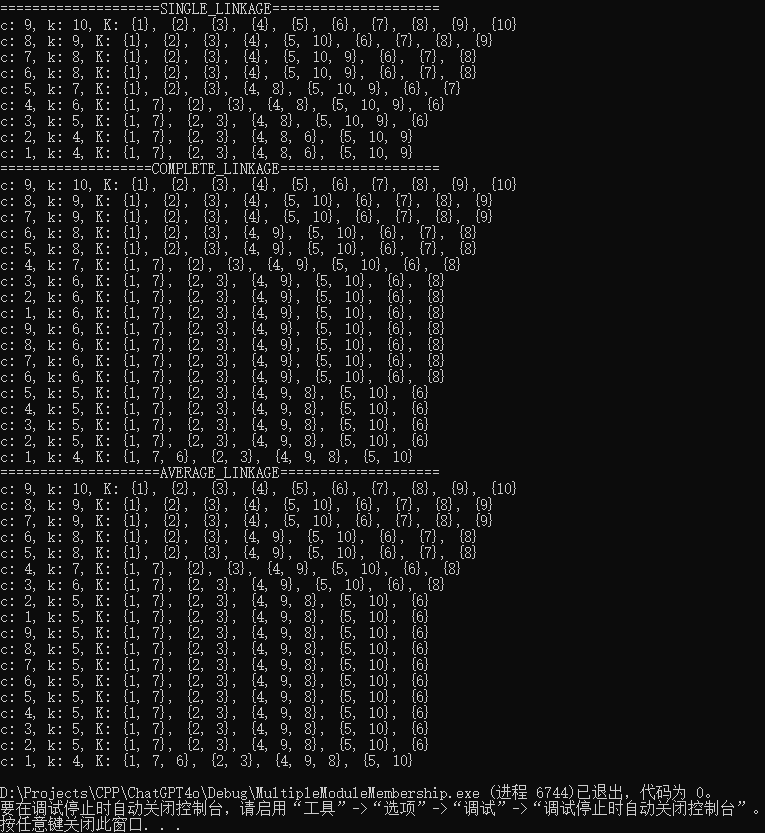 ====================SINGLE_LINKAGE=====================
c: 9, k: 10, K: {1}, {2}, {3}, {4}, {5}, {6}, {7}, {8}, {9}, {10}
c: 8, k: 9, K: {1}, {2}, {3}, {4}, {5, 10}, {6}, {7}, {8}, {9}
c: 7, k: 8, K: {1}, {2}, {3}, {4}, {5, 10, 9}, {6}, {7}, {8}
c: 6, k: 8, K: {1}, {2}, {3}, {4}, {5, 10, 9}, {6}, {7}, {8}
c: 5, k: 7, K: {1}, {2}, {3}, {4, 8}, {5, 10, 9}, {6}, {7}
c: 4, k: 6, K: {1, 7}, {2}, {3}, {4, 8}, {5, 10, 9}, {6}
c: 3, k: 5, K: {1, 7}, {2, 3}, {4, 8}, {5, 10, 9}, {6}
c: 2, k: 4, K: {1, 7}, {2, 3}, {4, 8, 6}, {5, 10, 9}
c: 1, k: 4, K: {1, 7}, {2, 3}, {4, 8, 6}, {5, 10, 9}
===================COMPLETE_LINKAGE====================
c: 9, k: 10, K: {1}, {2}, {3}, {4}, {5}, {6}, {7}, {8}, {9}, {10}
c: 8, k: 9, K: {1}, {2}, {3}, {4}, {5, 10}, {6}, {7}, {8}, {9}
c: 7, k: 9, K: {1}, {2}, {3}, {4}, {5, 10}, {6}, {7}, {8}, {9}
c: 6, k: 8, K: {1}, {2}, {3}, {4, 9}, {5, 10}, {6}, {7}, {8}
c: 5, k: 8, K: {1}, {2}, {3}, {4, 9}, {5, 10}, {6}, {7}, {8}
c: 4, k: 7, K: {1, 7}, {2}, {3}, {4, 9}, {5, 10}, {6}, {8}
c: 3, k: 6, K: {1, 7}, {2, 3}, {4, 9}, {5, 10}, {6}, {8}
c: 2, k: 6, K: {1, 7}, {2, 3}, {4, 9}, {5, 10}, {6}, {8}
c: 1, k: 6, K: {1, 7}, {2, 3}, {4, 9}, {5, 10}, {6}, {8}
c: 9, k: 6, K: {1, 7}, {2, 3}, {4, 9}, {5, 10}, {6}, {8}
c: 8, k: 6, K: {1, 7}, {2, 3}, {4, 9}, {5, 10}, {6}, {8}
c: 7, k: 6, K: {1, 7}, {2, 3}, {4, 9}, {5, 10}, {6}, {8}
c: 6, k: 6, K: {1, 7}, {2, 3}, {4, 9}, {5, 10}, {6}, {8}
c: 5, k: 5, K: {1, 7}, {2, 3}, {4, 9, 8}, {5, 10}, {6}
c: 4, k: 5, K: {1, 7}, {2, 3}, {4, 9, 8}, {5, 10}, {6}
c: 3, k: 5, K: {1, 7}, {2, 3}, {4, 9, 8}, {5, 10}, {6}
c: 2, k: 5, K: {1, 7}, {2, 3}, {4, 9, 8}, {5, 10}, {6}
c: 1, k: 4, K: {1, 7, 6}, {2, 3}, {4, 9, 8}, {5, 10}
====================AVERAGE_LINKAGE====================
c: 9, k: 10, K: {1}, {2}, {3}, {4}, {5}, {6}, {7}, {8}, {9}, {10}
c: 8, k: 9, K: {1}, {2}, {3}, {4}, {5, 10}, {6}, {7}, {8}, {9}
c: 7, k: 9, K: {1}, {2}, {3}, {4}, {5, 10}, {6}, {7}, {8}, {9}
c: 6, k: 8, K: {1}, {2}, {3}, {4, 9}, {5, 10}, {6}, {7}, {8}
c: 5, k: 8, K: {1}, {2}, {3}, {4, 9}, {5, 10}, {6}, {7}, {8}
c: 4, k: 7, K: {1, 7}, {2}, {3}, {4, 9}, {5, 10}, {6}, {8}
c: 3, k: 6, K: {1, 7}, {2, 3}, {4, 9}, {5, 10}, {6}, {8}
c: 2, k: 5, K: {1, 7}, {2, 3}, {4, 9, 8}, {5, 10}, {6}
c: 1, k: 5, K: {1, 7}, {2, 3}, {4, 9, 8}, {5, 10}, {6}
c: 9, k: 5, K: {1, 7}, {2, 3}, {4, 9, 8}, {5, 10}, {6}
c: 8, k: 5, K: {1, 7}, {2, 3}, {4, 9, 8}, {5, 10}, {6}
c: 7, k: 5, K: {1, 7}, {2, 3}, {4, 9, 8}, {5, 10}, {6}
c: 6, k: 5, K: {1, 7}, {2, 3}, {4, 9, 8}, {5, 10}, {6}
c: 5, k: 5, K: {1, 7}, {2, 3}, {4, 9, 8}, {5, 10}, {6}
c: 4, k: 5, K: {1, 7}, {2, 3}, {4, 9, 8}, {5, 10}, {6}
c: 3, k: 5, K: {1, 7}, {2, 3}, {4, 9, 8}, {5, 10}, {6}
c: 2, k: 5, K: {1, 7}, {2, 3}, {4, 9, 8}, {5, 10}, {6}
c: 1, k: 4, K: {1, 7, 6}, {2, 3}, {4, 9, 8}, {5, 10}
D:\Projects\CPP\ChatGPT4o\Debug\MultipleModuleMembership.exe (进程 6744)已退出，代码为 0。
要在调试停止时自动关闭控制台，请启用“工具”->“选项”->“调试”->“调试停止时自动关闭控制台”。
按任意键关闭此窗口. . .